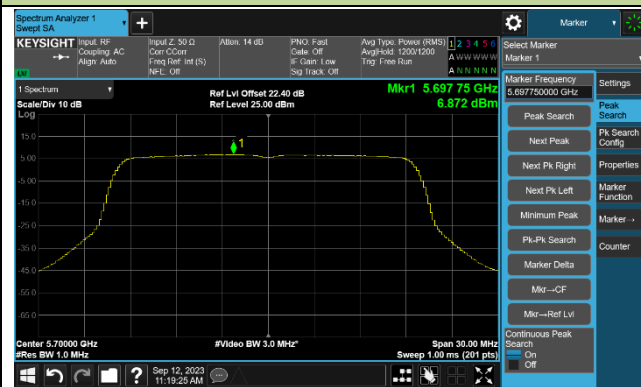 Spectrum Analyzer 1
Swept SA
+
Marker
KEYSIGHT
Input: RF
Coupling: AC
Align: Auto
Input Z: 50 Ω
Corr CCorr
Freq Ref: Int (S)
NFE: Off
Atten: 14 dB
PNO: Fast
Gate: Off
IF Gain: Low
Sig Track: Off
Avg Type: Power (RMS)
Avg|Hold: 1200/1200
Trig: Free Run
1 2 3 4 5 6
A W W W W W
A N N N N N
LXI
Select Marker
Marker 1
Marker Frequency
5.697750000 GHz
Settings
Peak Search
Next Peak
Next Pk Right
Next Pk Left
Minimum Peak
Pk-Pk Search
Marker Delta
Mkr→CF
Mkr→Ref Lvl
Continuous Peak
Search
On
Off
Peak
Search
Pk Search
Config
Properties
Marker
Function
Marker→
Counter
1 Spectrum
Scale/Div 10 dB
Log
Ref Lvl Offset 22.40 dB
Ref Level 25.00 dBm
Mkr1 5.697 75 GHz
6.872 dBm
1
15.0
5.00
-5.00
-15.0
-25.0
-35.0
-45.0
-55.0
-65.0
Center 5.70000 GHz
#Res BW 1.0 MHz
#Video BW 3.0 MHz*
Span 30.00 MHz
Sweep 1.00 ms (201 pts)
?
Sep 12, 2023
11:19:25 AM